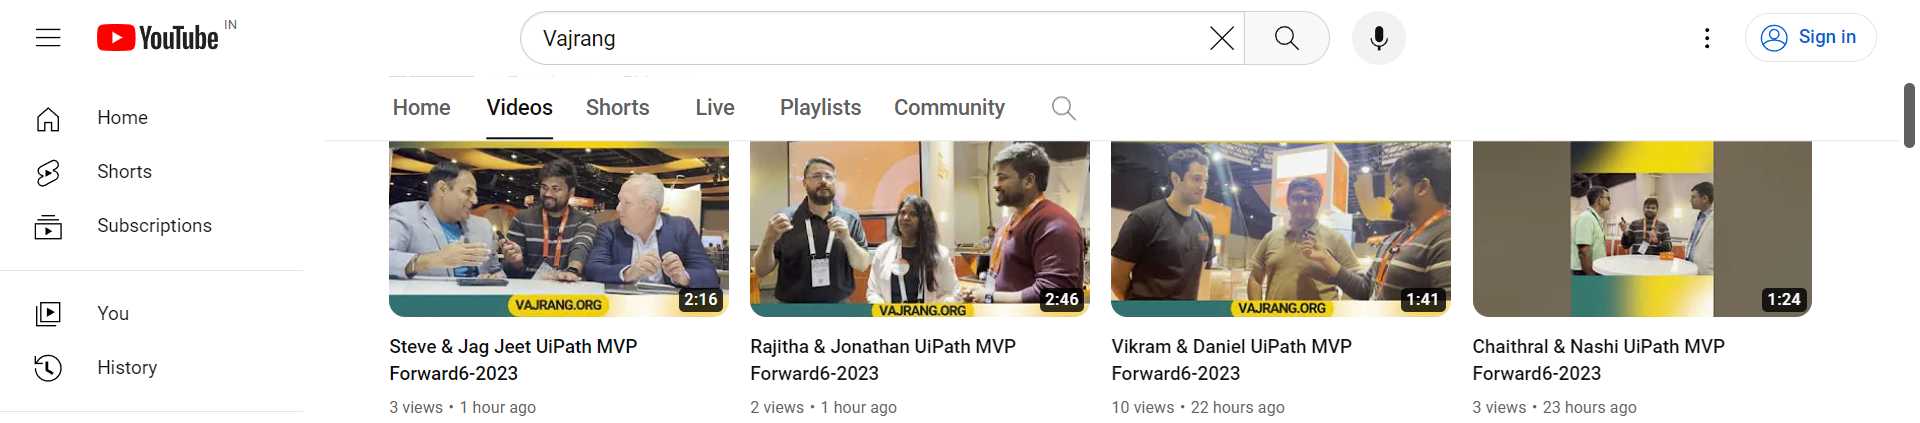 YouTube IN
Vajrang
Sign in
Home
Shorts
Subscriptions
You
History
Home Videos Shorts Live Playlists Community
VAJRANG.ORG
2:16
VAJRANG.ORG
2:46
VAJRANG.ORG
1:41
1:24
Steve & Jag Jeet UiPath MVP
Forward6-2023
3 views • 1 hour ago
Rajitha & Jonathan UiPath MVP
Forward6-2023
2 views • 1 hour ago
Vikram & Daniel UiPath MVP
Forward6-2023
10 views • 22 hours ago
Chaithral & Nashi UiPath MVP
Forward6-2023
3 views • 23 hours ago